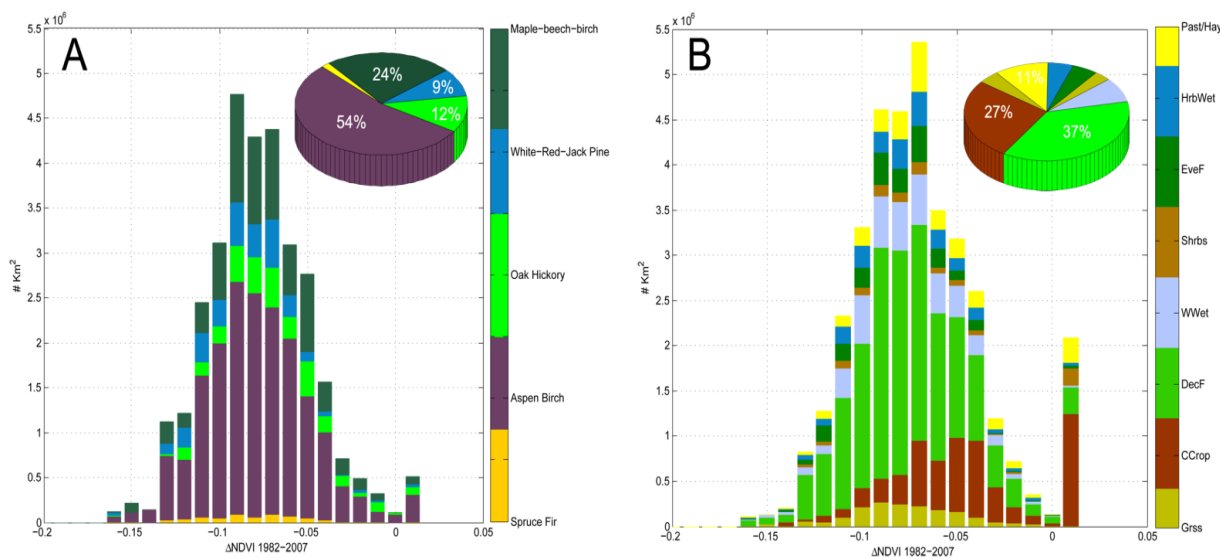 x 10⁶
5.5
5
4.5
4
3.5
3
2.5
2
1.5
1
0.5
0
# Km²
-0.2
-0.15
-0.1
-0.05
0
0.05
ΔNDVI 1982-2007
A
24%
9%
12%
54%
Maple-beech-birch
White-Red-Jack Pine
Oak Hickory
Aspen Birch
Spruce Fir
x 10⁶
5.5
5
4.5
4
3.5
3
2.5
2
1.5
1
0.5
0
# Km²
-0.2
-0.15
-0.1
-0.05
0
0.05
ΔNDVI 1982-2007
B
11%
27%
37%
Past/Hay
HrbWet
EveF
Shrbs
WWet
DecF
CCrop
Grss